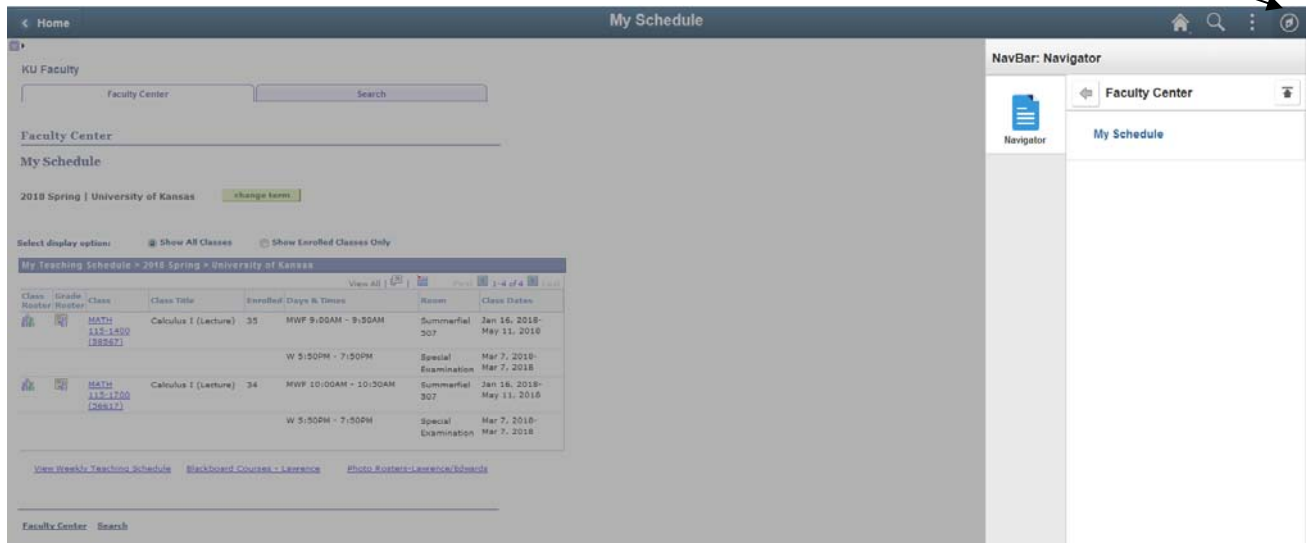 Home
My Schedule
KU Faculty
Faculty Center Search
Faculty Center
My Schedule
2018 Spring | University of Kansas change term
Select display option: Show All Classes Show Enrolled Classes Only
My Teaching Schedule > 2018 Spring > University of Kansas
View All | | First 1-4 of 4 Last
Class Roster Grade Roster Class Class Title Enrolled Days & Times Room Class Dates
MATH 115-1400 Calculus I (Lecture) 35 MWF 9:00AM - 9:50AM Summerfiel 307 Jan 16, 2018- May 11, 2018
W 5:50PM - 7:50PM Special Examination Mar 7, 2018- Mar 7, 2018
MATH 115-1700 Calculus I (Lecture) 34 MWF 10:00AM - 10:50AM Summerfiel 307 Jan 16, 2018- May 11, 2018
W 5:50PM - 7:50PM Special Examination Mar 7, 2018- Mar 7, 2018
View Weekly Teaching Schedule Blackboard Courses - Lawrence Photo Rosters-Lawrence/Edwards
Faculty Center Search
NavBar: Navigator
Navigator
Faculty Center
My Schedule